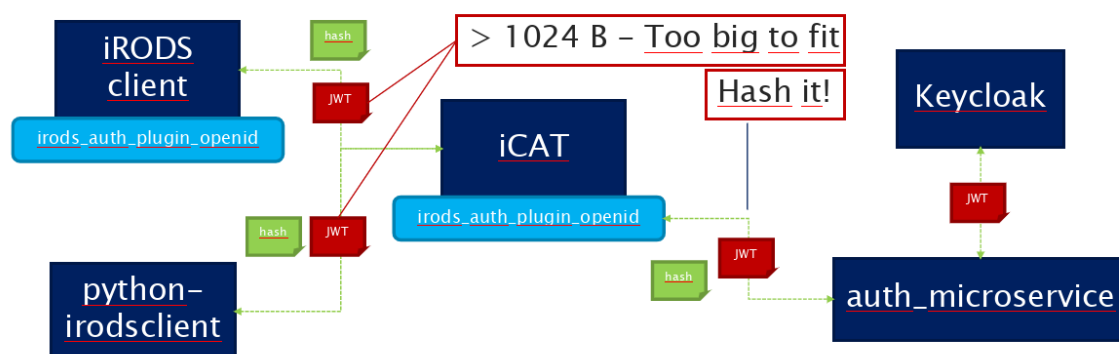 iRODS
client
irods_auth_plugin_openid
hash
JWT
> 1024 B – Too big to fit
Hash it!
iCAT
irods_auth_plugin_openid
Keycloak
JWT
hash
JWT
hash
JWT
python-
irodsclient
auth_microservice